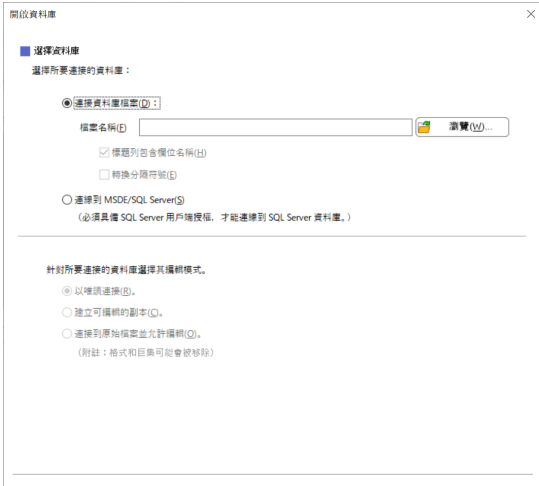 開啟資料庫
選擇資料庫
選擇所要連接的資料庫：
連接資料庫檔案(D)：
檔案名稱(F)
瀏覽(W)...
標題列包含欄位名稱(H)
轉換分隔符號(E)
連線到 MSDE/SQL Server(S)
(必須具備 SQL Server 用戶端授權，才能連線到 SQL Server 資料庫。)
針對所要連接的資料庫選擇其編輯模式。
以唯讀連接(R)。
建立可編輯的副本(C)。
連接到原始檔案並允許編輯(O)。
(附註：格式和巨集可能會被移除)